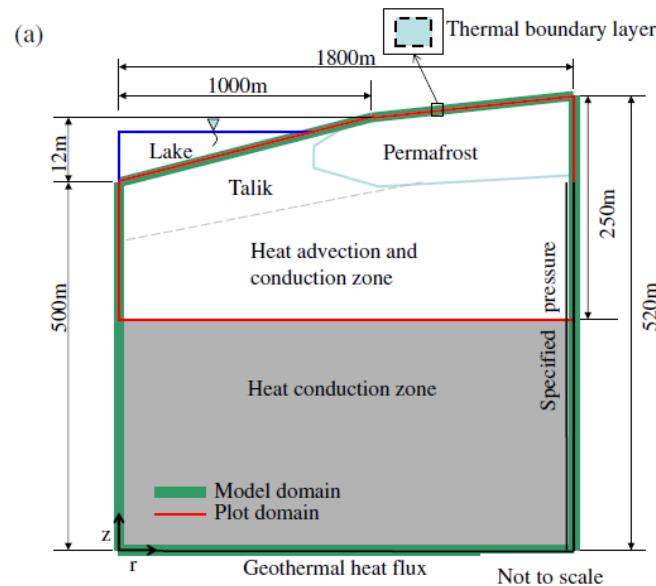 (a)
Thermal boundary layer
1800m
1000m
12m
Lake
Permafrost
Talik
250m
Heat advection and
conduction zone
500m
Specified pressure
520m
Heat conduction zone
Model domain
Plot domain
z
r
Geothermal heat flux
Not to scale